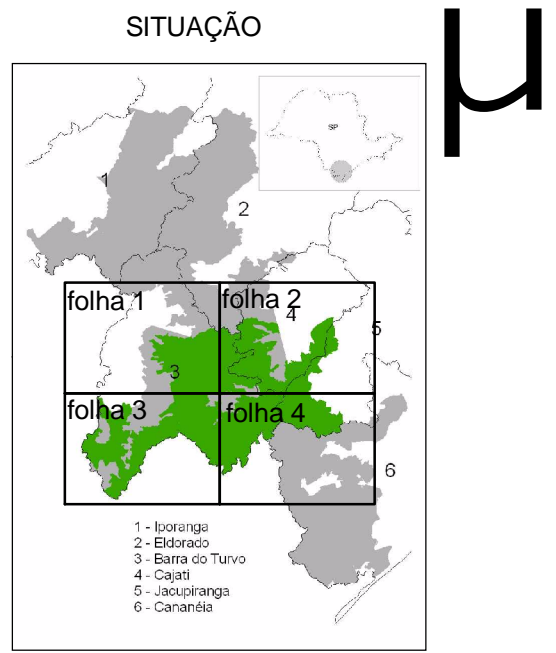 SITUAÇÃO
µ
SP
1
2
folha 1
folha 2
4
5
3
folha 3
folha 4
6
1 - Iporanga
2 - Eldorado
3 - Barra do Turvo
4 - Cajati
5 - Jacupiranga
6 - Cananéia